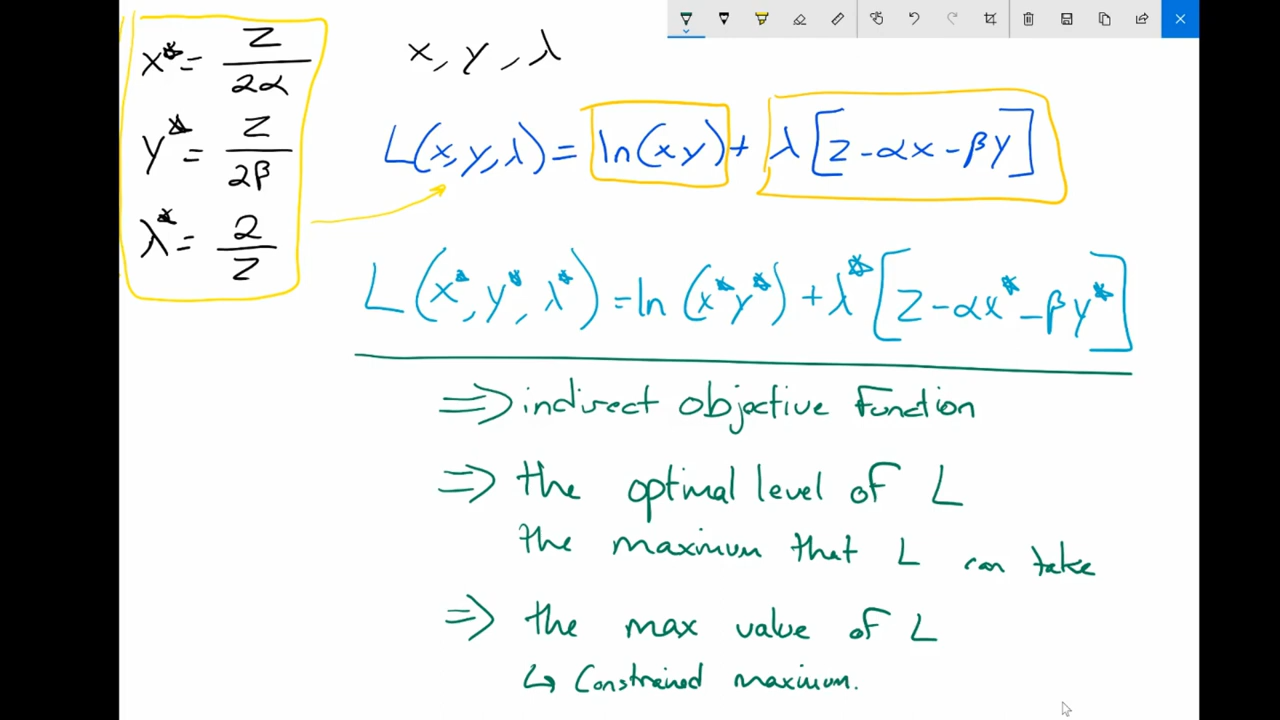 x* = Z / 2α
y* = Z / 2β
λ* = 2 / Z
x, y, λ
L(x, y, λ) = ln(xy) + λ[Z - αx - βy]
L(x*, y*, λ*) = ln(x*y*) + λ*[Z - αx* - βy*]
⇒ indirect objective function
⇒ the optimal level of L
the maximum that L can take
⇒ the max value of L
↳ Constrained maximum.